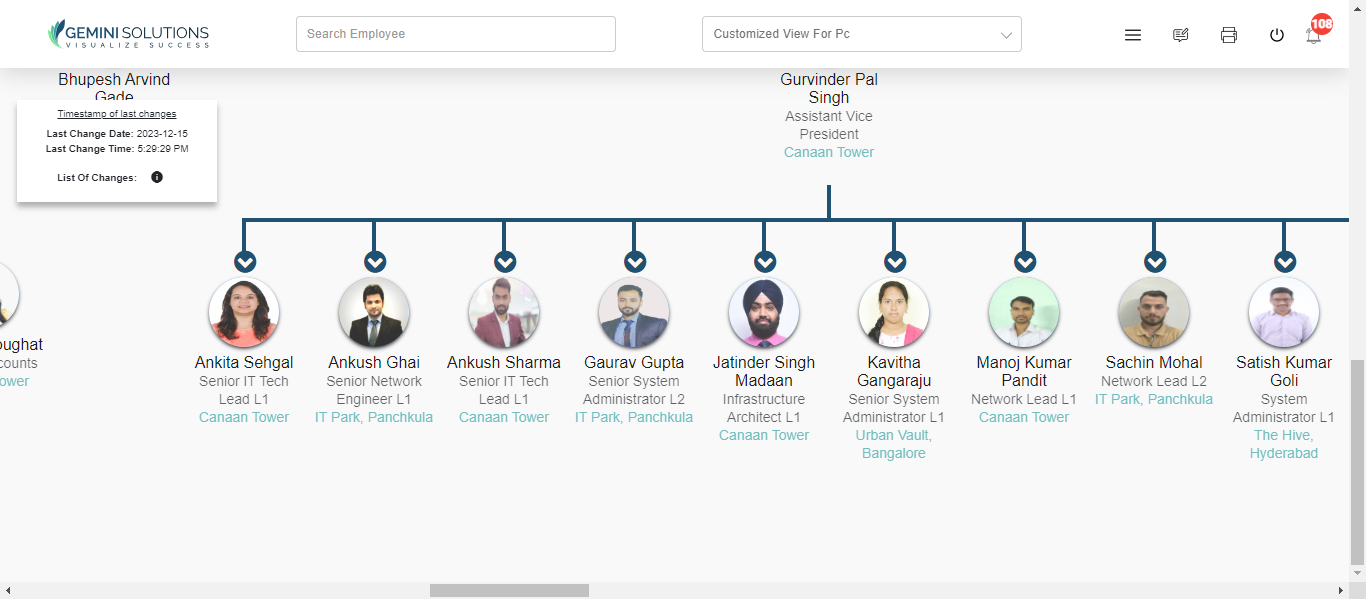 GEMINI SOLUTIONS
VISUALIZE SUCCESS
Search Employee
Customized View For Pc
108
Bhupesh Arvind
Gade
Timestamp of last changes
Last Change Date: 2023-12-15
Last Change Time: 5:29:29 PM
List Of Changes:
Gurvinder Pal
Singh
Assistant Vice
President
Canaan Tower
oughat
counts
ower
Ankita Sehgal
Senior IT Tech
Lead L1
Canaan Tower
Ankush Ghai
Senior Network
Engineer L1
IT Park, Panchkula
Ankush Sharma
Senior IT Tech
Lead L1
Canaan Tower
Gaurav Gupta
Senior System
Administrator L2
IT Park, Panchkula
Jatinder Singh
Madaan
Infrastructure
Architect L1
Canaan Tower
Kavitha
Gangaraju
Senior System
Administrator L1
Urban Vault,
Bangalore
Manoj Kumar
Pandit
Network Lead L1
Canaan Tower
Sachin Mohal
Network Lead L2
IT Park, Panchkula
Satish Kumar
Goli
System
Administrator L1
The Hive,
Hyderabad